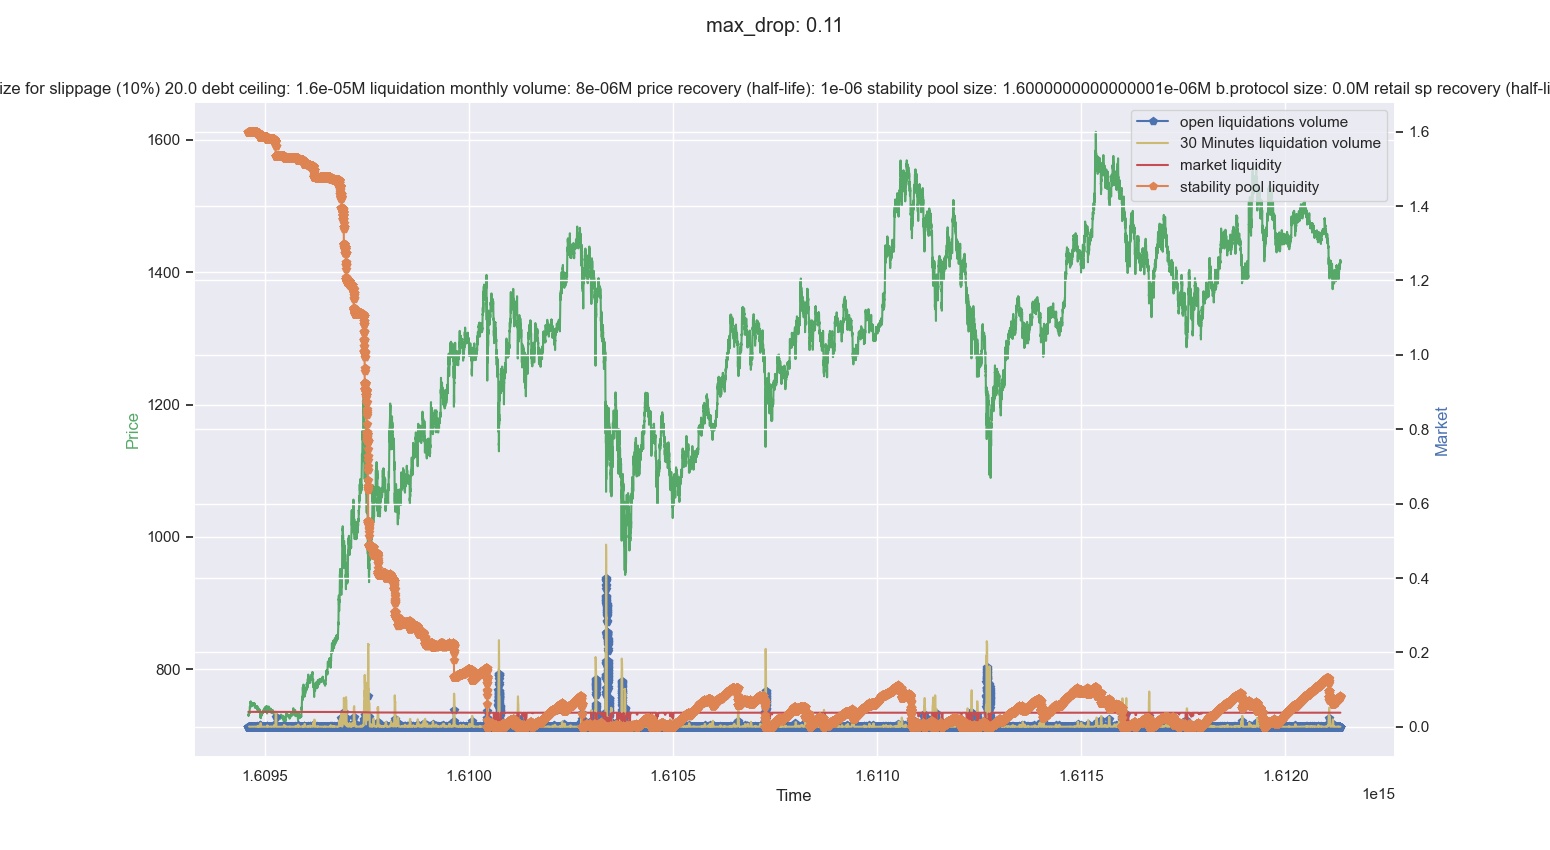 max_drop: 0.11
ize for slippage (10%) 20.0 debt ceiling: 1.6e-05M liquidation monthly volume: 8e-06M price recovery (half-life): 1e-06 stability pool size: 1.6000000000000001e-06M b.protocol size: 0.0M retail sp recovery (half-li
open liquidations volume
30 Minutes liquidation volume
market liquidity
stability pool liquidity
1600
1400
1200
1000
800
Price
1.6
1.4
1.2
1.0
0.8
0.6
0.4
0.2
0.0
Market
1.6095
1.6100
1.6105
1.6110
1.6115
1.6120
Time
1e15